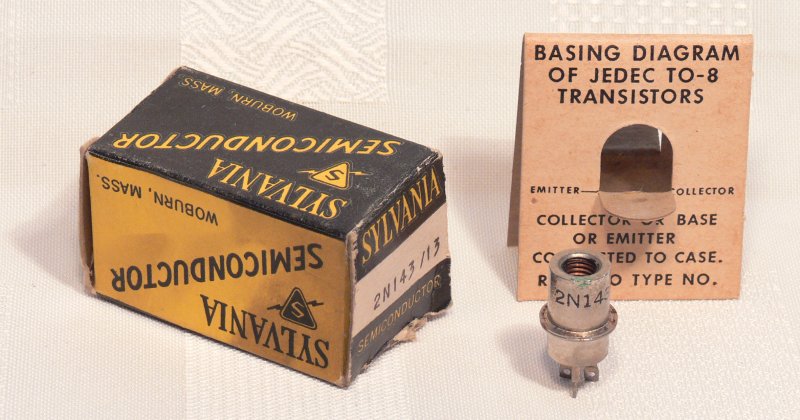 WOBURN, MASS.
SEMICONDUCTOR
SYLVANIA
S
WOBURN, MASS.
SEMICONDUCTOR
SYLVANIA
S
SYLVANIA
2N143/13
SEMICONDUCTOR
BASING DIAGRAM
OF JEDEC TO-8
TRANSISTORS
EMITTER COLLECTOR
COLLECTOR OR BASE
OR EMITTER
TO CASE.
TO TYPE NO.
2N14